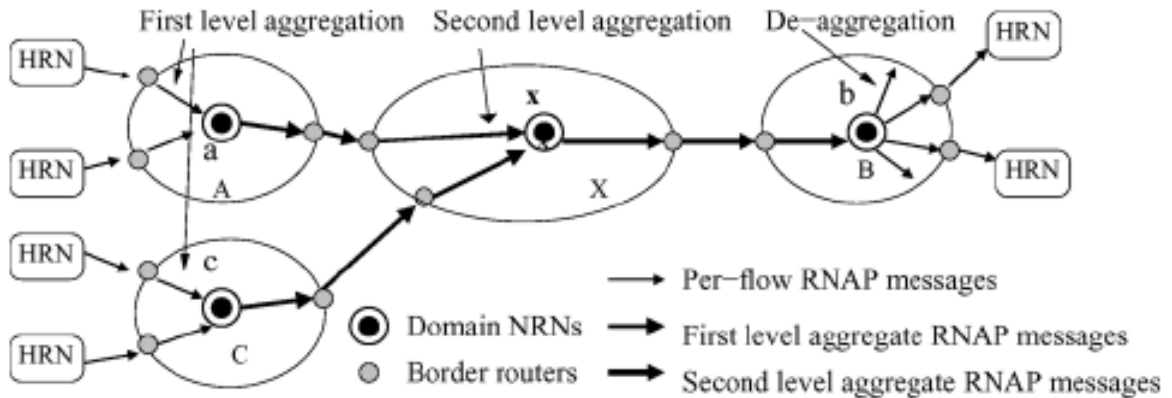 First level aggregation
Second level aggregation
De-aggregation
HRN
HRN
HRN
HRN
HRN
HRN
a
A
x
X
b
B
c
C
Domain NRNs
Border routers
Per-flow RNAP messages
First level aggregate RNAP messages
Second level aggregate RNAP messages